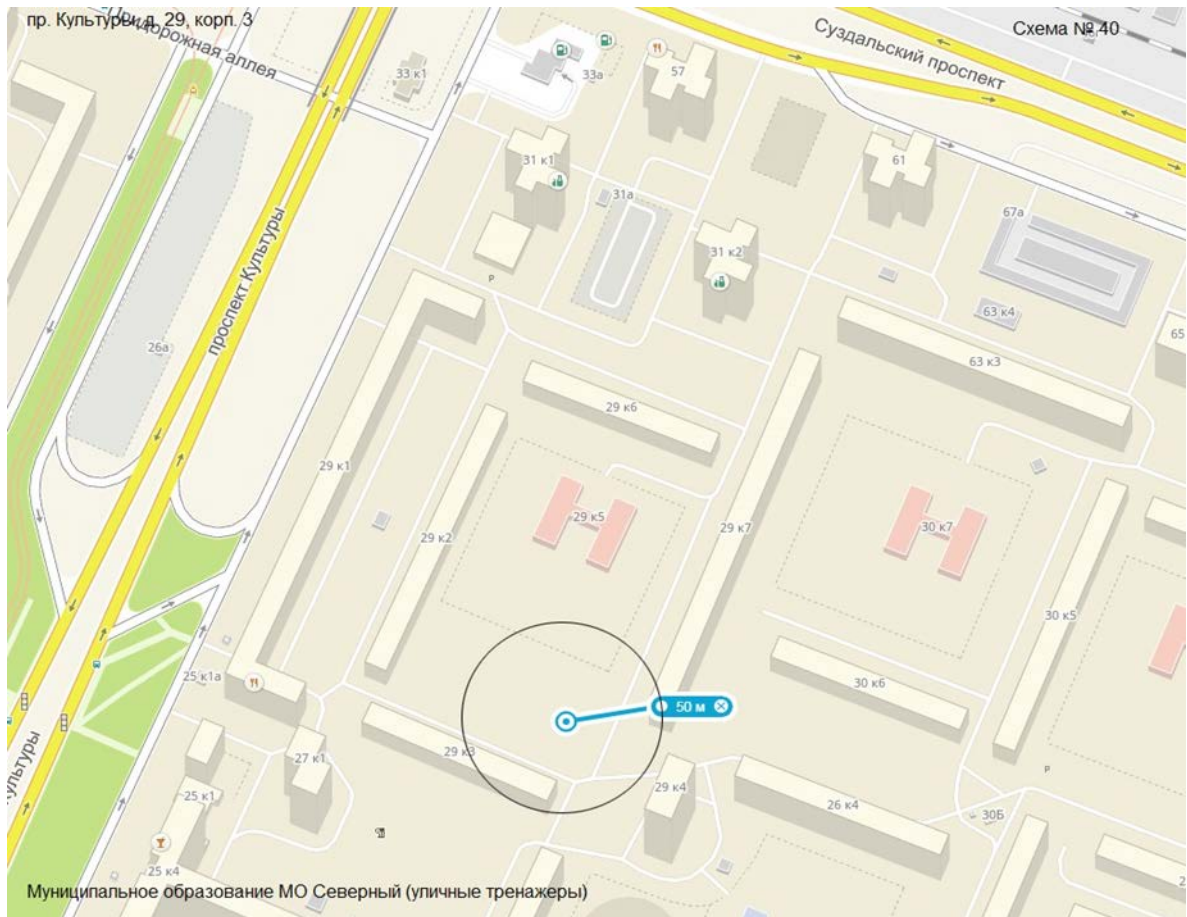 пр. Культуры, д. 29, корп. 3
Схема № 40
Придорожная аллея
Суздальский проспект
33 к1
33а
57
31 к1
61
31а
67а
31 к2
проспект Культуры
63 к4
P
65
26а
63 к3
29 к6
29 к1
29 к5
29 к2
29 к7
30 к7
30 к5
25 к1а
30 к6
50 м
29 к3
27 к1
Культуры
29 к4
P
25 к1
26 к4
30Б
25 к4
2
Муниципальное образование МО Северный (уличные тренажеры)